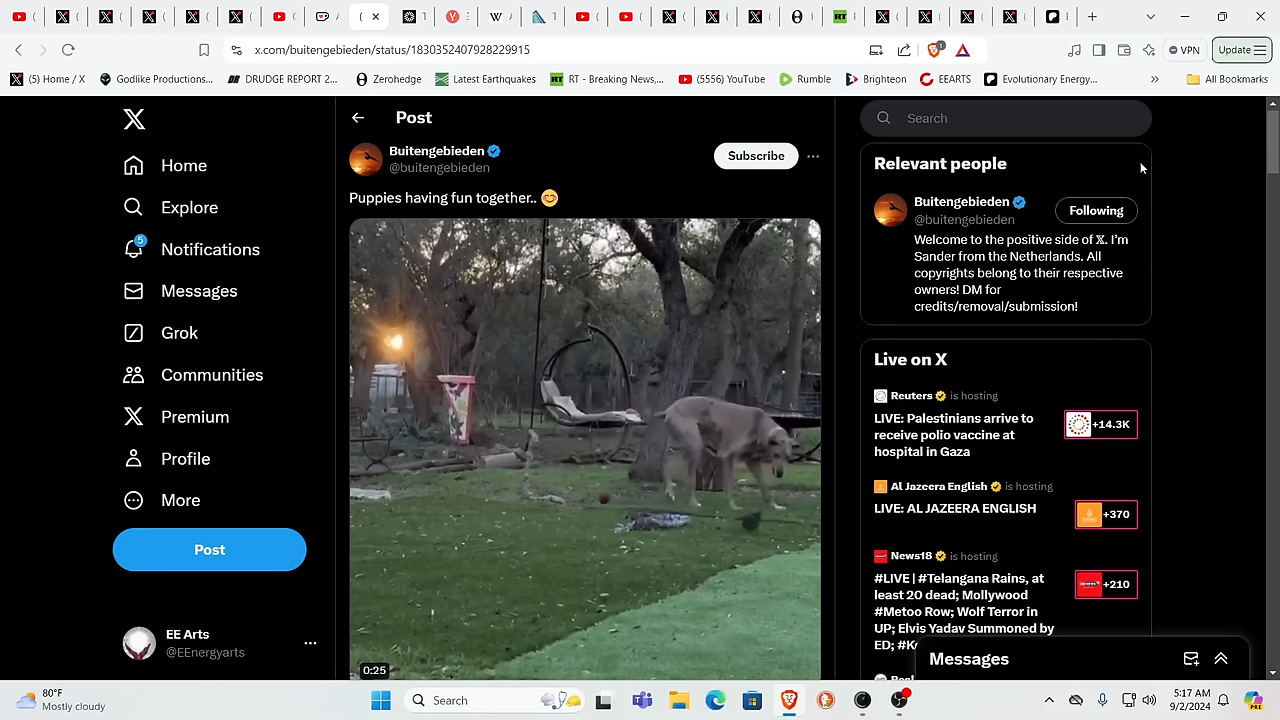 x.com/buitengebieden/status/1830352407928229915
VPN
Update
(5) Home / X
Godlike Productions...
DRUDGE REPORT 2...
Zerohedge
Latest Earthquakes
RT - Breaking News,...
(5556) YouTube
Rumble
Brighteon
EEARTS
Evolutionary Energy...
All Bookmarks
Home
Explore
5
Notifications
Messages
Grok
Communities
Premium
Profile
More
Post
EE Arts
@EEnergyarts
Post
Buitengebieden
@buitengebieden
Subscribe
Puppies having fun together.. 😊
0:25
Search
Relevant people
Buitengebieden
@buitengebieden
Following
Welcome to the positive side of 𝕏. I'm
Sander from the Netherlands. All
copyrights belong to their respective
owners! DM for
credits/removal/submission!
Live on X
Reuters is hosting
LIVE: Palestinians arrive to
receive polio vaccine at
hospital in Gaza
+14.3K
Al Jazeera English is hosting
LIVE: AL JAZEERA ENGLISH
+370
News18 is hosting
#LIVE | #Telangana Rains, at
least 20 dead; Mollywood
#Metoo Row; Wolf Terror in
UP; Elvis Yadav Summoned by
+210
Messages
80°F
Mostly cloudy
Search
5:17 AM
9/2/2024